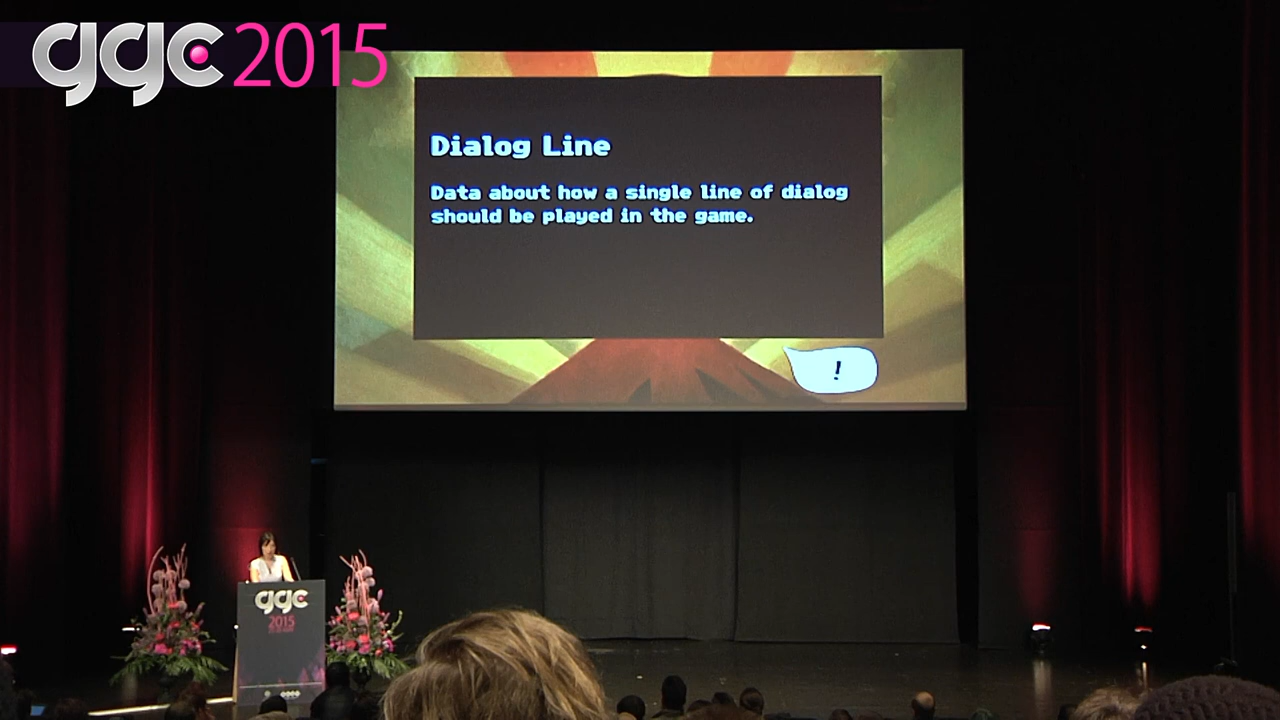 ggc 2015
Dialog Line
Data about how a single line of dialog
should be played in the game.
!
ggc
2015